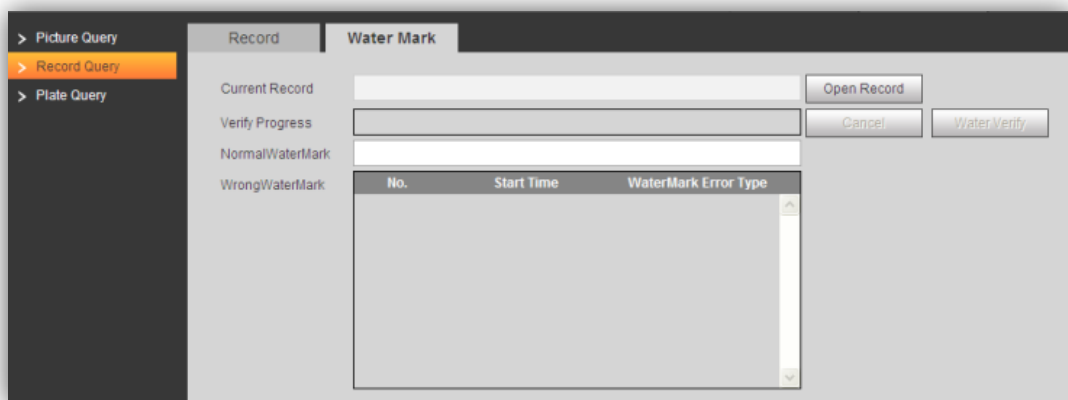 > Picture Query
> Record Query
> Plate Query
Record Water Mark
Current Record Open Record
Verify Progress Cancel Water Verify
NormalWaterMark
WrongWaterMark No. Start Time WaterMark Error Type